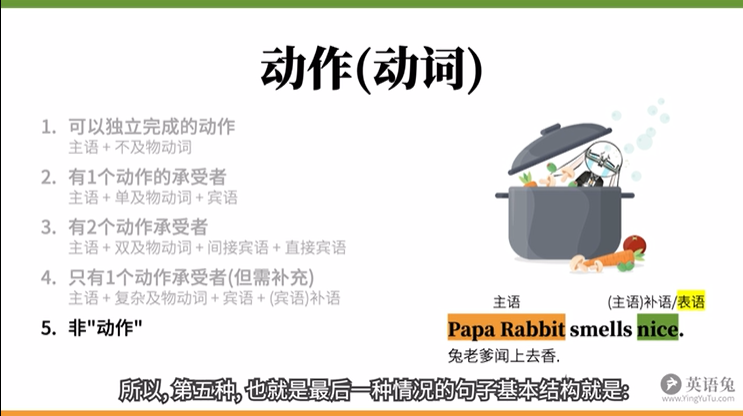 动作(动词)
1. 可以独立完成的动作
主语 + 不及物动词
2. 有1个动作的承受者
主语 + 单及物动词 + 宾语
3. 有2个动作承受者
主语 + 双及物动词 + 间接宾语 + 直接宾语
4. 只有1个动作承受者(但需补充)
主语 + 复杂及物动词 + 宾语 + (宾语)补语
5. 非"动作"
主语 (主语)补语/表语
Papa Rabbit smells nice.
兔老爹闻上去香.
所以, 第五种, 也就是最后一种情况的句子基本结构就是:
英语兔
www.YingYuTu.com